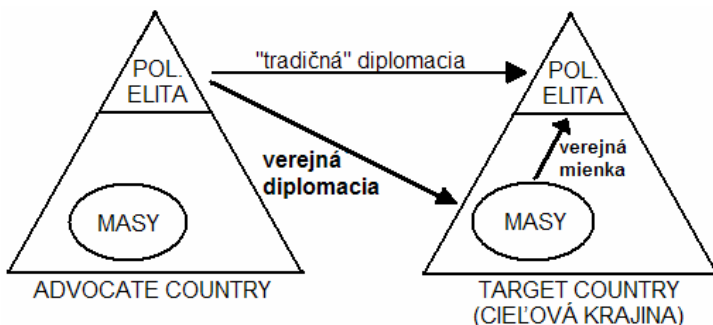 POL.
ELITA
"tradičná" diplomacia
POL.
ELITA
verejná
diplomacia
verejná
mienka
MASY
MASY
ADVOCATE COUNTRY
TARGET COUNTRY
(CIEĽOVÁ KRAJINA)